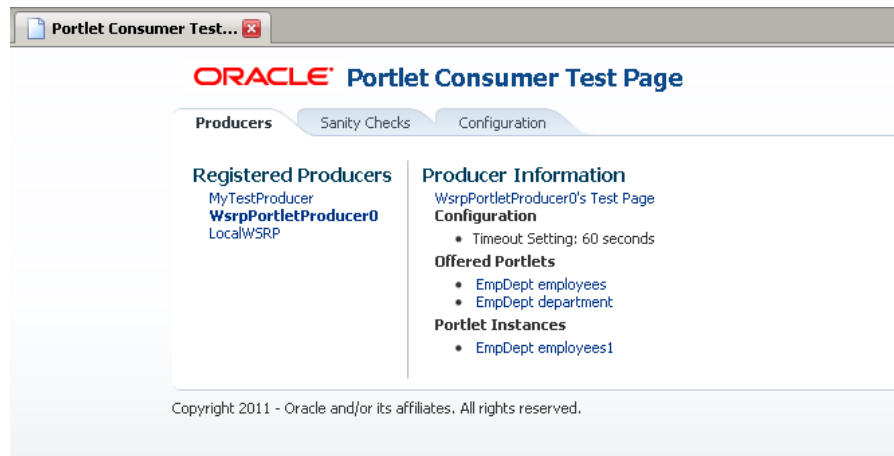 Portlet Consumer Test...
ORACLE Portlet Consumer Test Page
Producers Sanity Checks Configuration
Registered Producers
MyTestProducer
WsrpPortletProducer0
LocalWSRP
Producer Information
WsrpPortletProducer0's Test Page
Configuration
• Timeout Setting: 60 seconds
Offered Portlets
• EmpDept employees
• EmpDept department
Portlet Instances
• EmpDept employees1
Copyright 2011 - Oracle and/or its affiliates. All rights reserved.